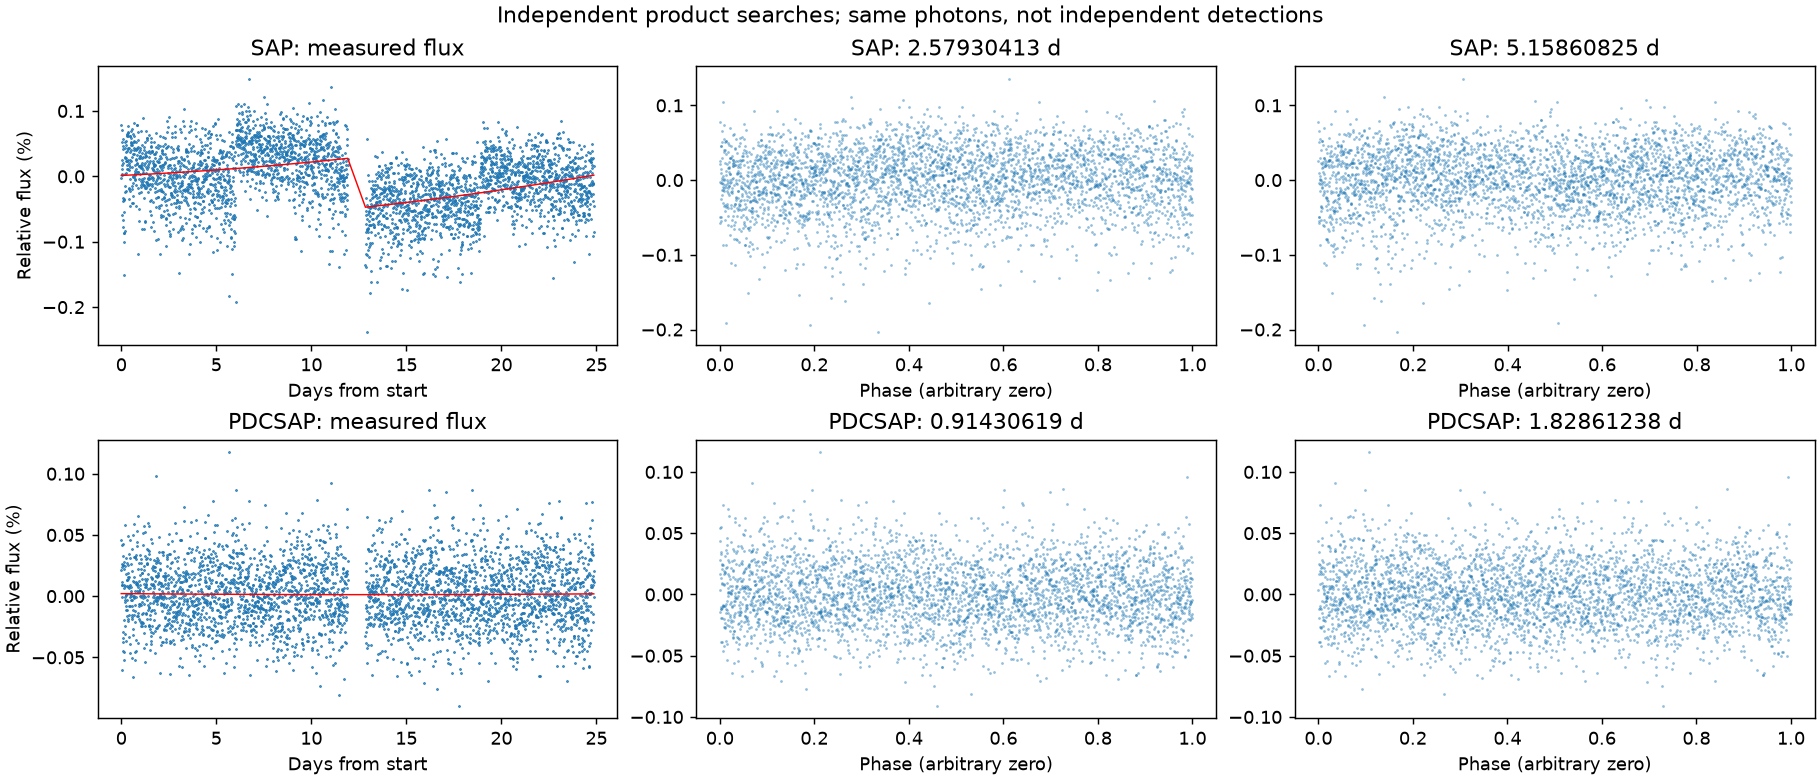 Independent product searches; same photons, not independent detections
SAP: measured flux
SAP: 2.57930413 d
SAP: 5.15860825 d
Relative flux (%)
0.1
0.0
−0.1
−0.2
0 5 10 15 20 25
Days from start
0.1
0.0
−0.1
−0.2
0.0 0.2 0.4 0.6 0.8 1.0
Phase (arbitrary zero)
0.1
0.0
−0.1
−0.2
0.0 0.2 0.4 0.6 0.8 1.0
Phase (arbitrary zero)
PDCSAP: measured flux
PDCSAP: 0.91430619 d
PDCSAP: 1.82861238 d
Relative flux (%)
0.10
0.05
0.00
−0.05
0 5 10 15 20 25
Days from start
0.10
0.05
0.00
−0.05
−0.10
0.0 0.2 0.4 0.6 0.8 1.0
Phase (arbitrary zero)
0.10
0.05
0.00
−0.05
−0.10
0.0 0.2 0.4 0.6 0.8 1.0
Phase (arbitrary zero)